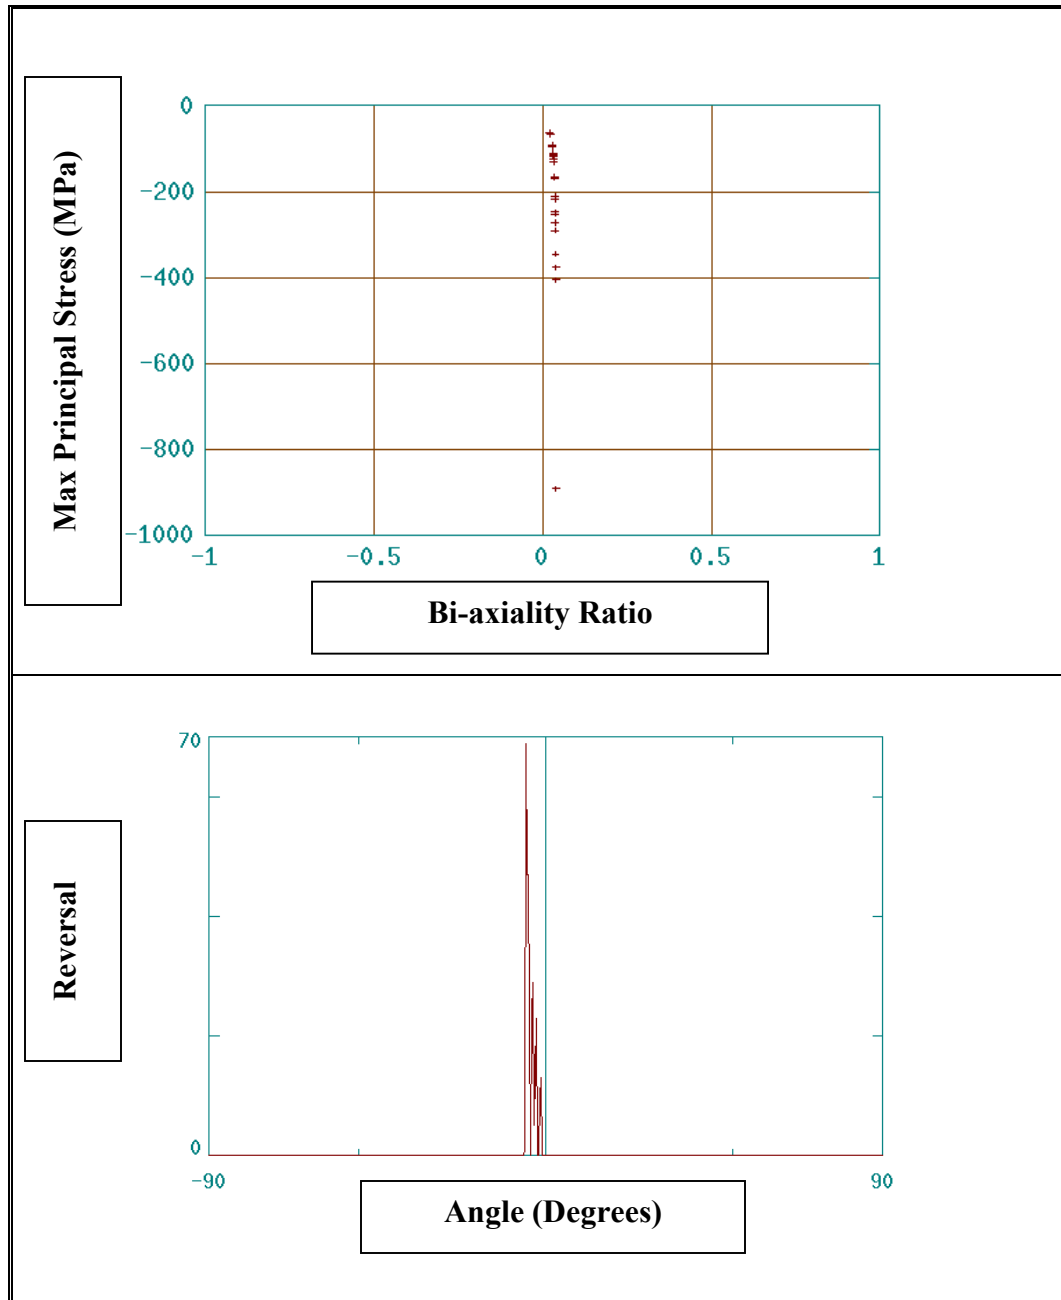 Max Principal Stress (MPa)
0
-200
-400
-600
-800
-1000
-1 -0.5 0 0.5 1
Bi-axiality Ratio
70
Reversal
0
-90 90
Angle (Degrees)